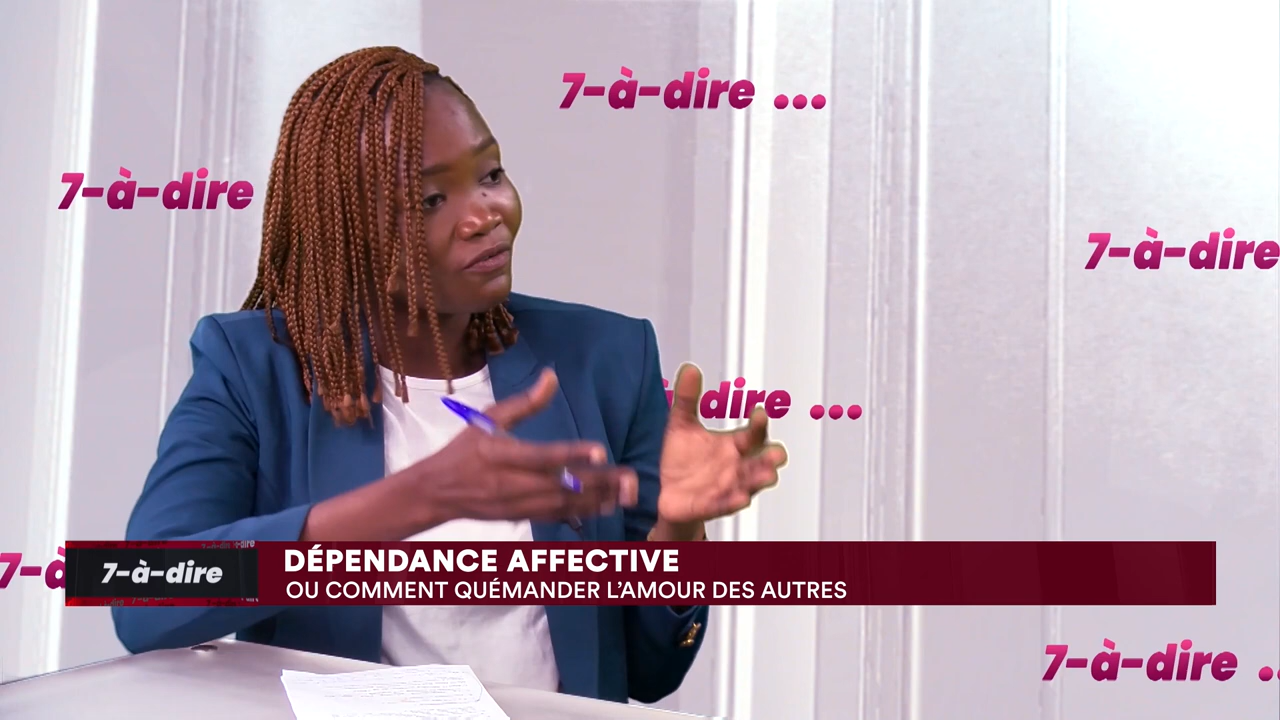 7-à-dire ...
7-à-dire
7-à-dire
dire ...
7-à
7-à-dire
DÉPENDANCE AFFECTIVE
OU COMMENT QUÉMANDER L'AMOUR DES AUTRES
7-à-dire